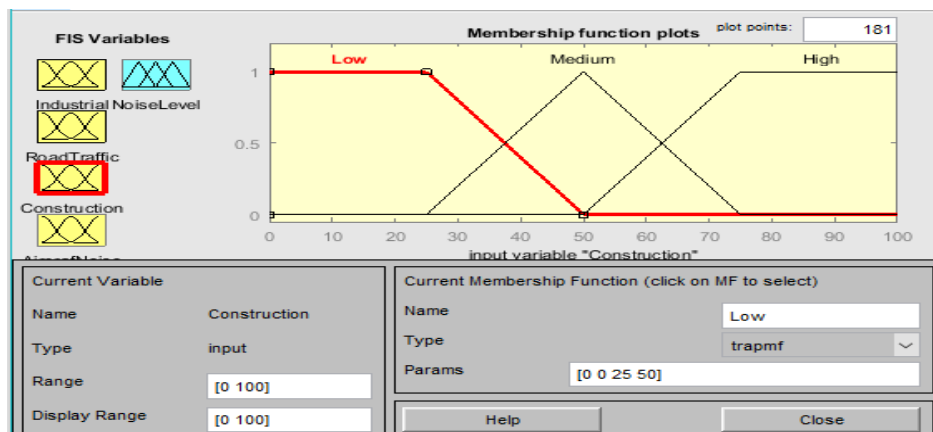 FIS Variables
Membership function plots
plot points:
181
Industrial NoiseLevel
RoadTraffic
Construction
AircraftNoise
Low
Medium
High
1
0.5
0
0 10 20 30 40 50 60 70 80 90 100
input variable "Construction"
Current Variable
Name Construction
Type input
Range [0 100]
Display Range [0 100]
Current Membership Function (click on MF to select)
Name Low
Type trapmf
Params [0 0 25 50]
Help
Close